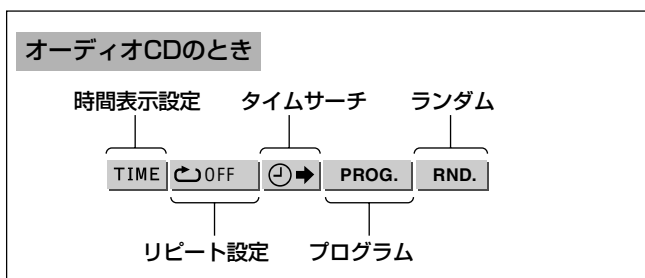 オーディオCDのとき
時間表示設定 タイムサーチ ランダム
TIME OFF PROG. RND.
リピート設定 プログラム